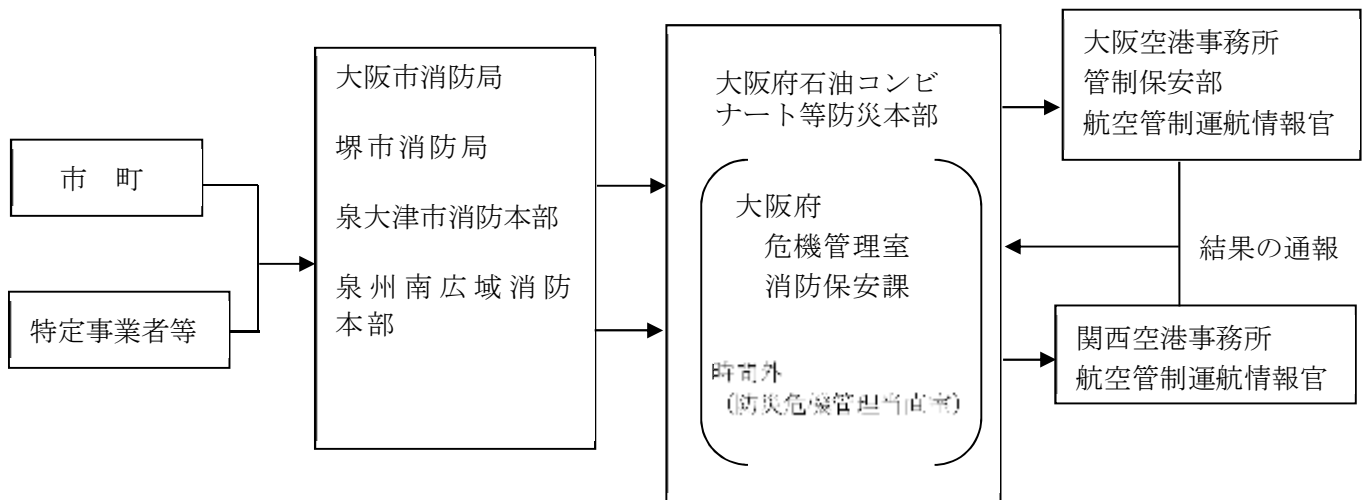 市 町
特定事業者等
大阪市消防局
堺市消防局
泉大津市消防本部
泉州南広域消防
本部
大阪府石油コンビ
ナート等防災本部
大阪府
危機管理室
消防保安課
時間外
(防災危機管理当直室)
大阪空港事務所
管制保安部
航空管制運航情報官
結果の通報
関西空港事務所
航空管制運航情報官